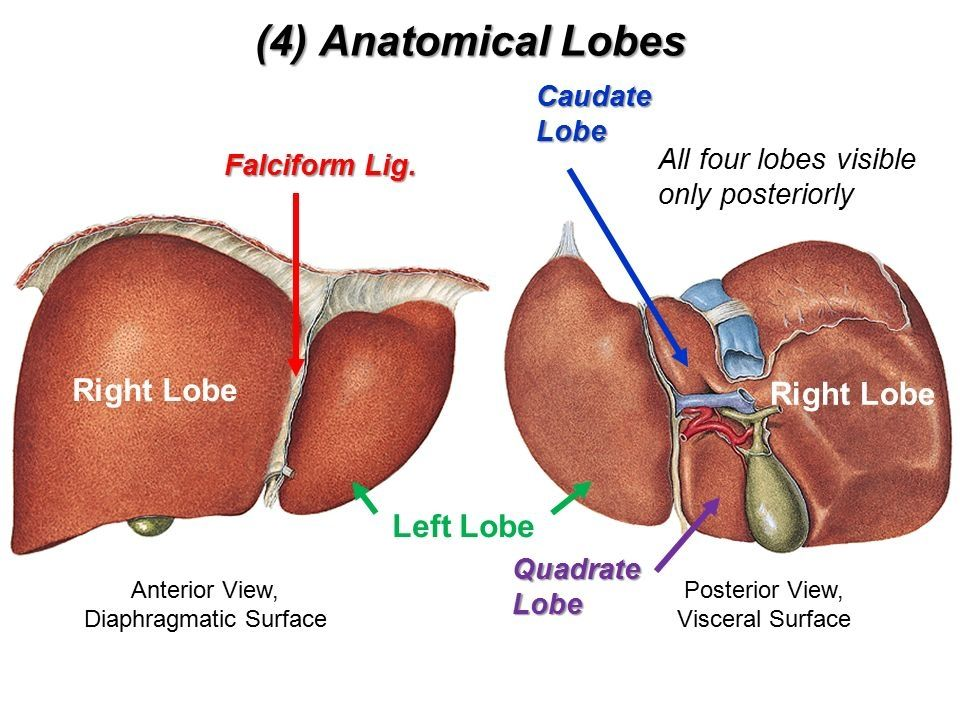 (4) Anatomical Lobes
Caudate
Lobe
Falciform Lig.
All four lobes visible
only posteriorly
Right Lobe
Right Lobe
Left Lobe
Quadrate
Lobe
Anterior View,
Diaphragmatic Surface
Posterior View,
Visceral Surface